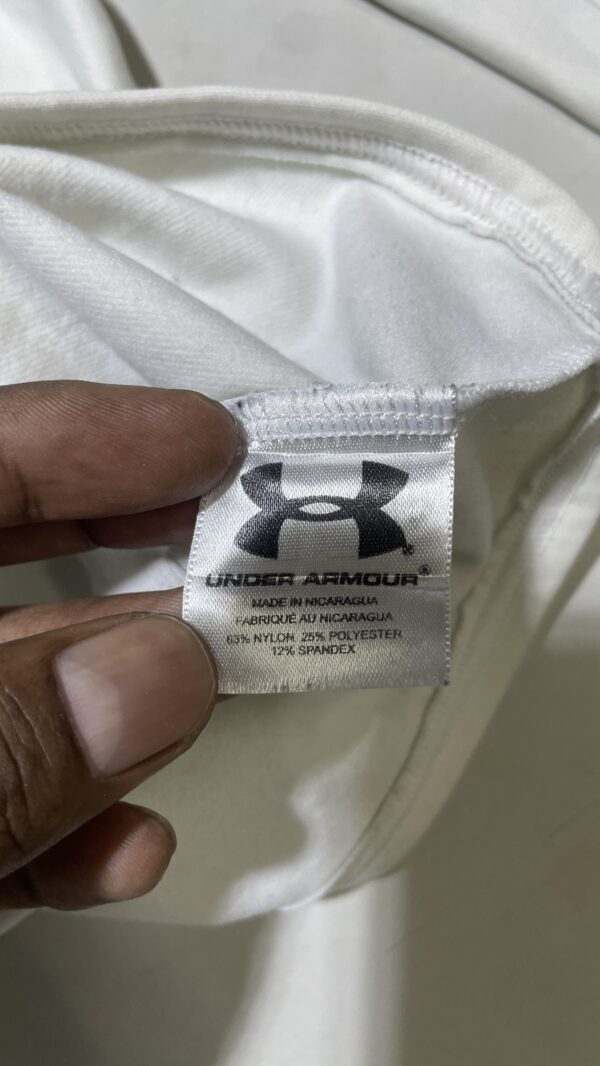 UNDER ARMOUR®
MADE IN NICARAGUA
FABRIQUÉ AU NICARAGUA
63% NYLON 25% POLYESTER
12% SPANDEX